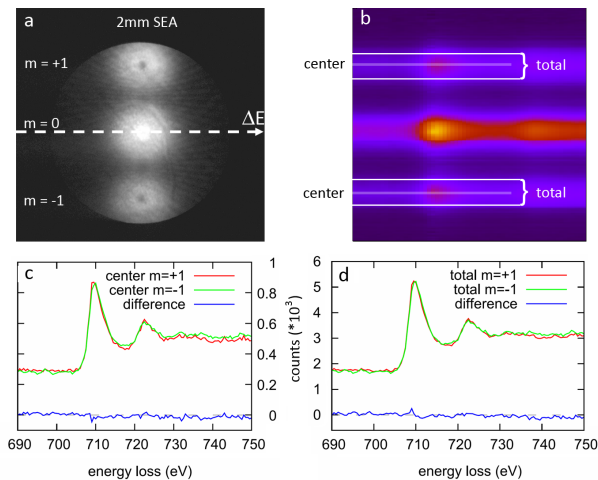 a
2mm SEA
m = +1
m = 0
ΔE
m = -1
b
center
total
center
total
c
center m=+1
center m=-1
difference
1
0.8
0.6
0.4
0.2
0
690 700 710 720 730 740 750
energy loss (eV)
d
total m=+1
total m=-1
difference
counts (*10³)
6
5
4
3
2
1
0
690 700 710 720 730 740 750
energy loss (eV)